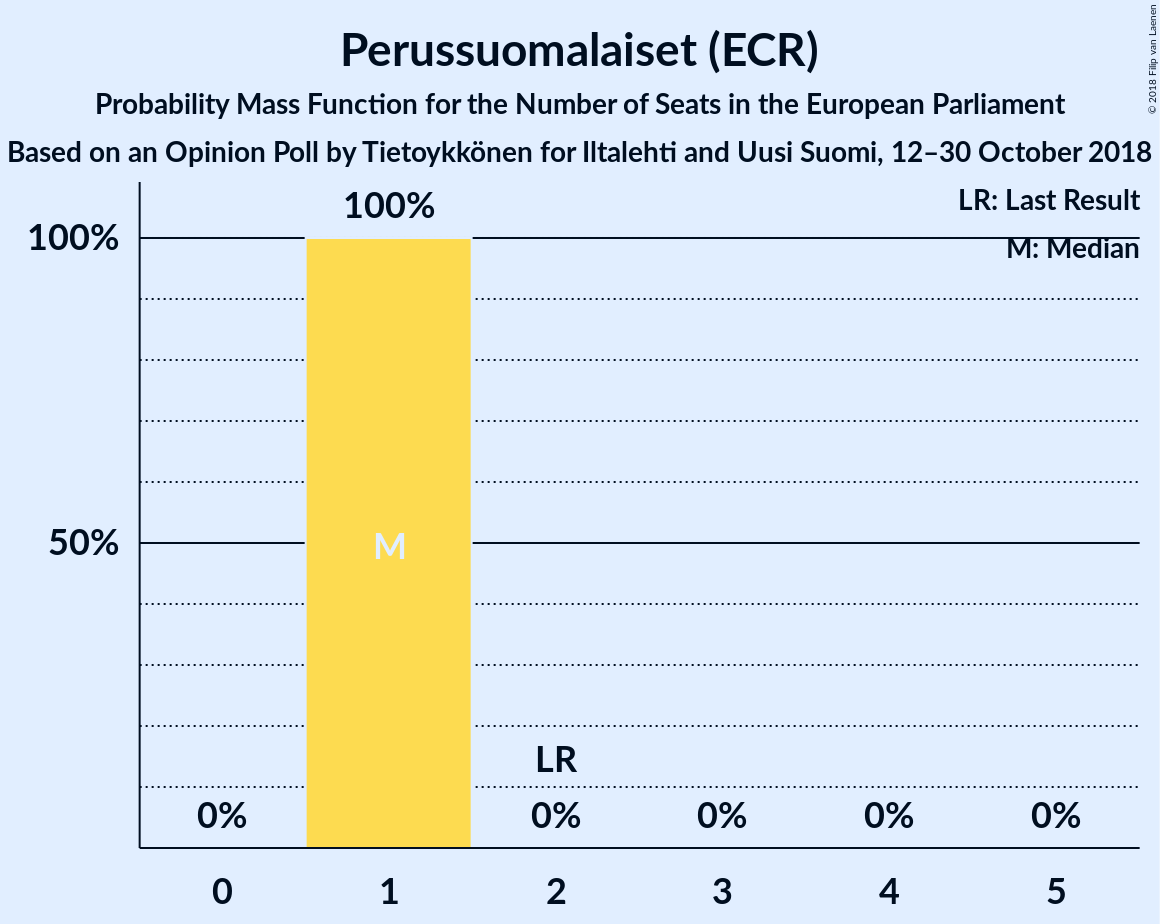 Perussuomalaiset (ECR)
Probability Mass Function for the Number of Seats in the European Parliament
Based on an Opinion Poll by Tietoykkönen for Iltalehti and Uusi Suomi, 12–30 October 2018
© 2018 Filip van Laenen
LR: Last Result
M: Median
100%
100%
50%
M
LR
0%
0%
0%
0%
0%
0
1
2
3
4
5